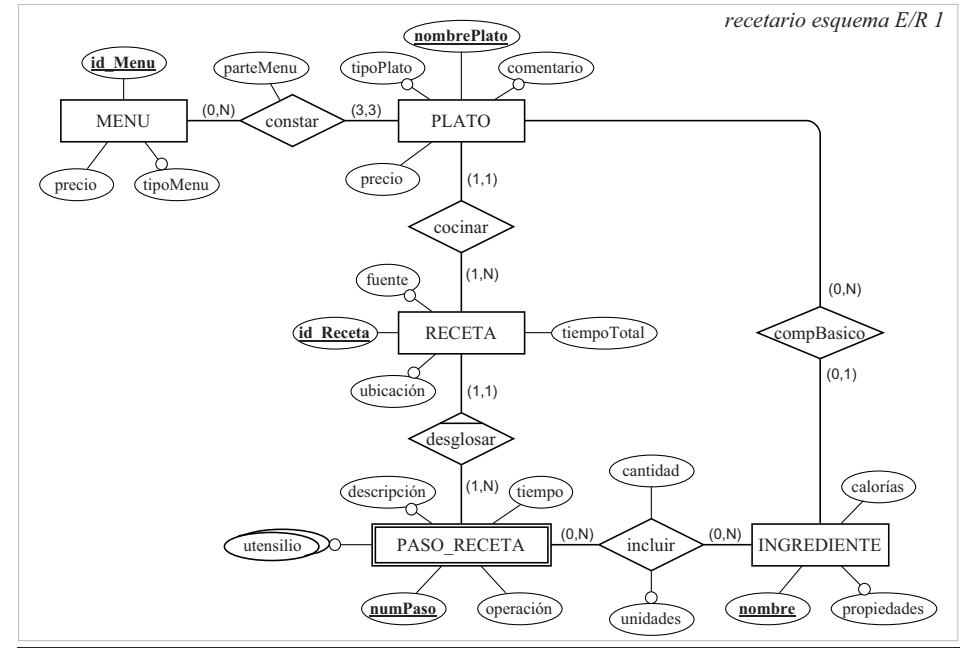 recetario esquema E/R 1
nombrePlato
id_Menu
parteMenu
tipoPlato
comentario
(0,N)
(3,3)
MENU
constar
PLATO
precio
tipoMenu
precio
(1,1)
cocinar
fuente
(1,N)
(0,N)
id_Receta
RECETA
tiempoTotal
compBasico
ubicación
(1,1)
(0,1)
desglosar
cantidad
descripción
(1,N)
tiempo
calorías
utensilio
PASO_RECETA
(0,N)
incluir
(0,N)
INGREDIENTE
numPaso
operación
unidades
nombre
propiedades